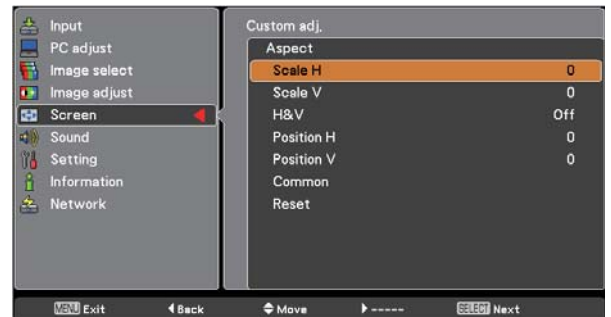 Input
PC adjust
Image select
Image adjust
Screen
Sound
Setting
Information
Network
Custom adj.
Aspect
Scale H 0
Scale V 0
H&V Off
Position H 0
Position V 0
Common
Reset
MENU Exit Back Move ----- SELECT Next